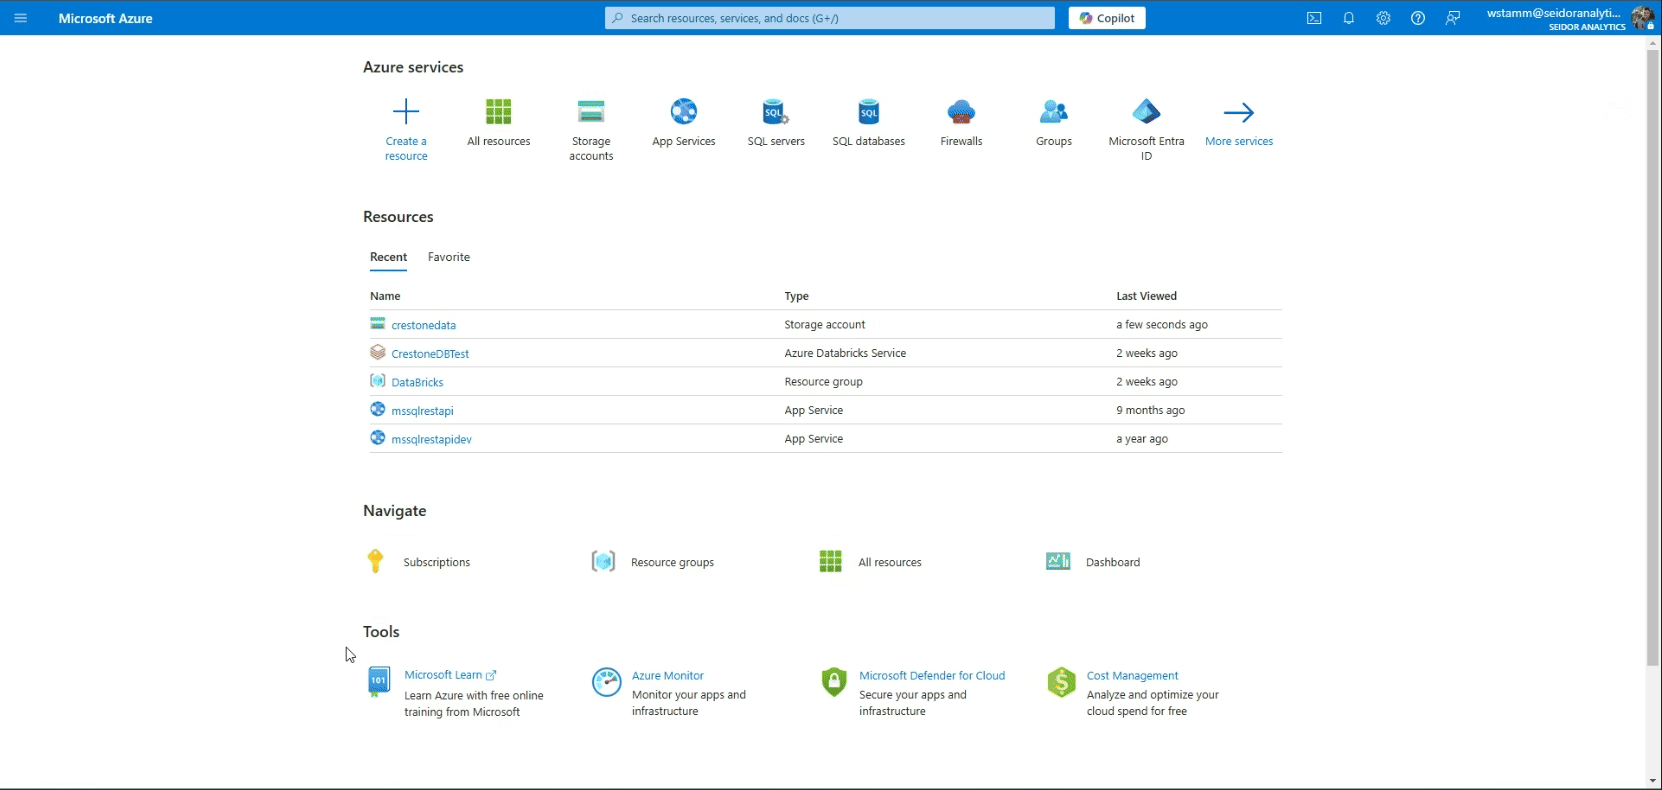 Microsoft Azure
Search resources, services, and docs (G+/)
Copilot
wstamm@seidoranalyti...
SEIDOR ANALYTICS
Azure services
Create a
resource
All resources
Storage
accounts
App Services
SQL
SQL servers
SQL
SQL databases
Firewalls
Groups
Microsoft Entra
ID
More services
Resources
Recent
Favorite
Name
Type
Last Viewed
crestonedata
Storage account
a few seconds ago
CrestoneDBTest
Azure Databricks Service
2 weeks ago
DataBricks
Resource group
2 weeks ago
mssqlrestapi
App Service
9 months ago
mssqlrestapidev
App Service
a year ago
Navigate
Subscriptions
Resource groups
All resources
Dashboard
Tools
101
Microsoft Learn
Learn Azure with free online
training from Microsoft
Azure Monitor
Monitor your apps and
infrastructure
Microsoft Defender for Cloud
Secure your apps and
infrastructure
$
Cost Management
Analyze and optimize your
cloud spend for free